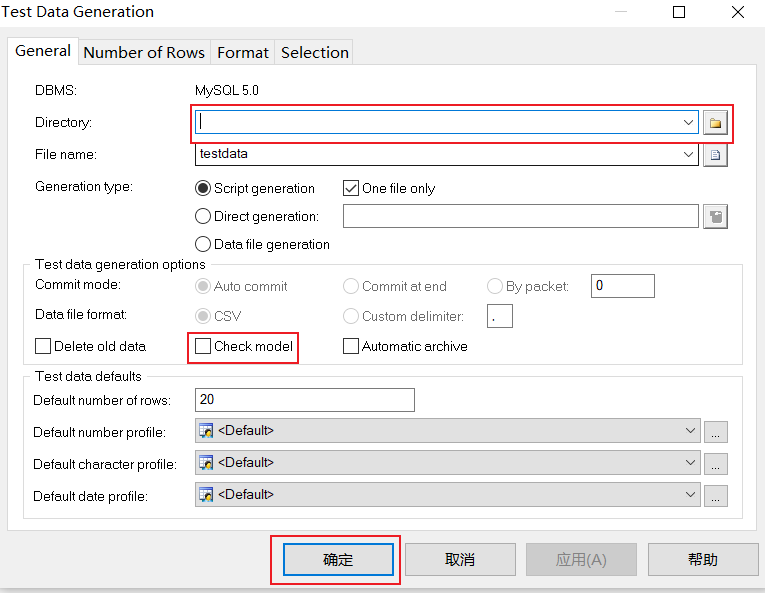 Test Data Generation
General Number of Rows Format Selection
DBMS: MySQL 5.0
Directory:
File name: testdata
Generation type: Script generation One file only
Direct generation:
Data file generation
Test data generation options
Commit mode: Auto commit Commit at end By packet: 0
Data file format: CSV Custom delimiter: .
Delete old data Check model Automatic archive
Test data defaults
Default number of rows: 20
Default number profile: <Default> ...
Default character profile: <Default> ...
Default date profile: <Default> ...
确定 取消 应用(A) 帮助